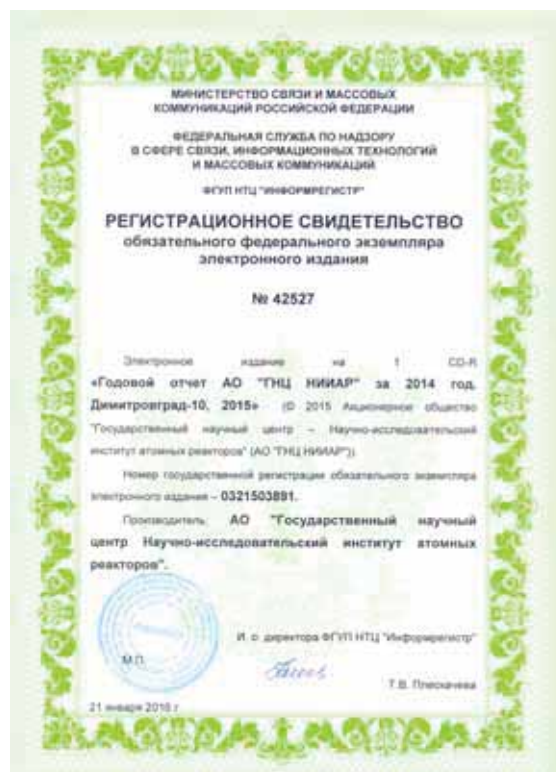 МИНИСТЕРСТВО СВЯЗИ И МАССОВЫХ
КОММУНИКАЦИЙ РОССИЙСКОЙ ФЕДЕРАЦИИ
ФЕДЕРАЛЬНАЯ СЛУЖБА ПО НАДЗОРУ
В СФЕРЕ СВЯЗИ, ИНФОРМАЦИОННЫХ ТЕХНОЛОГИЙ
И МАССОВЫХ КОММУНИКАЦИЙ
ФГУП НТЦ "ИНФОРМРЕГИСТР"
РЕГИСТРАЦИОННОЕ СВИДЕТЕЛЬСТВО
обязательного федерального экземпляра
электронного издания
№ 42527
Электронное издание на 1 CD-R
«Годовой отчет АО "ГНЦ НИИАР" за 2014 год.
Димитровград-10, 2015» (© 2015 Акционерное общество
"Государственный научный центр – Научно-исследовательский
институт атомных реакторов" (АО "ГНЦ НИИАР")).
Номер государственной регистрации обязательного экземпляра
электронного издания – 0321503891.
Производитель: АО "Государственный научный
центр Научно-исследовательский институт атомных
реакторов".
И. о. директора ФГУП НТЦ "Информрегистр"
М.П.
Т.В. Плескачева
21 января 2016 г.